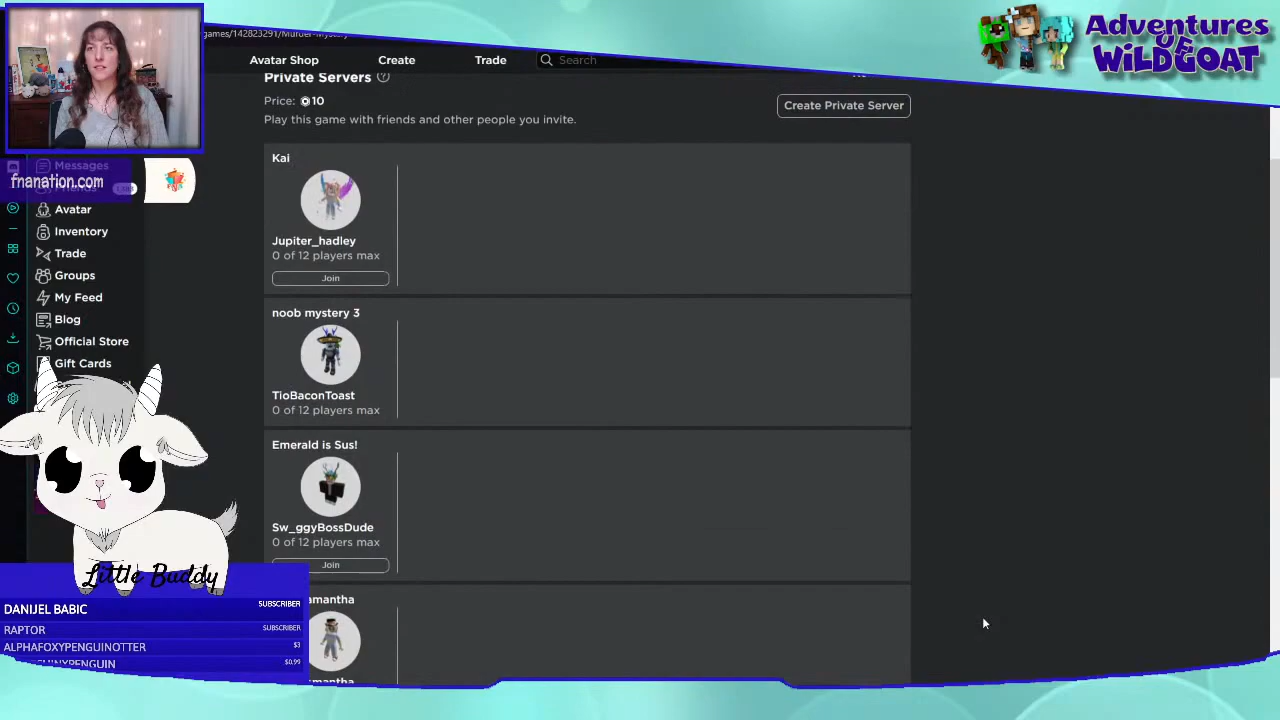 games/142823291/Murder-Mystery
Adventures
OF
WiLDGOAT
Avatar Shop
Create
Trade
Search
Private Servers
Price: 10
Create Private Server
Play this game with friends and other people you invite.
Messages
fnanation.com
Friends
Avatar
Inventory
Trade
Groups
My Feed
Blog
Official Store
Gift Cards
Kai
Jupiter_hadley
0 of 12 players max
Join
noob mystery 3
TioBaconToast
0 of 12 players max
Emerald is Sus!
Sw_ggyBossDude
0 of 12 players max
Join
amantha
Little Buddy
DANIJEL BABIC SUBSCRIBER
RAPTOR SUBSCRIBER
ALPHAFOXYPENGUINOTTER $3
$0.99